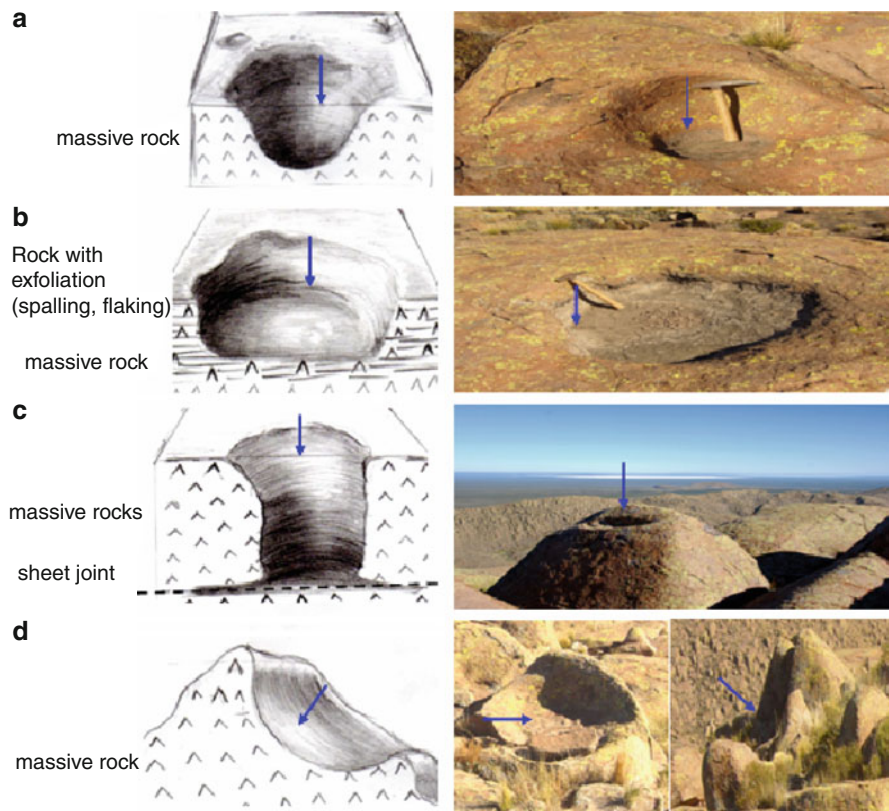 a
massive rock
b
Rock with
exfoliation
(spalling, flaking)
massive rock
c
massive rocks
sheet joint
d
massive rock